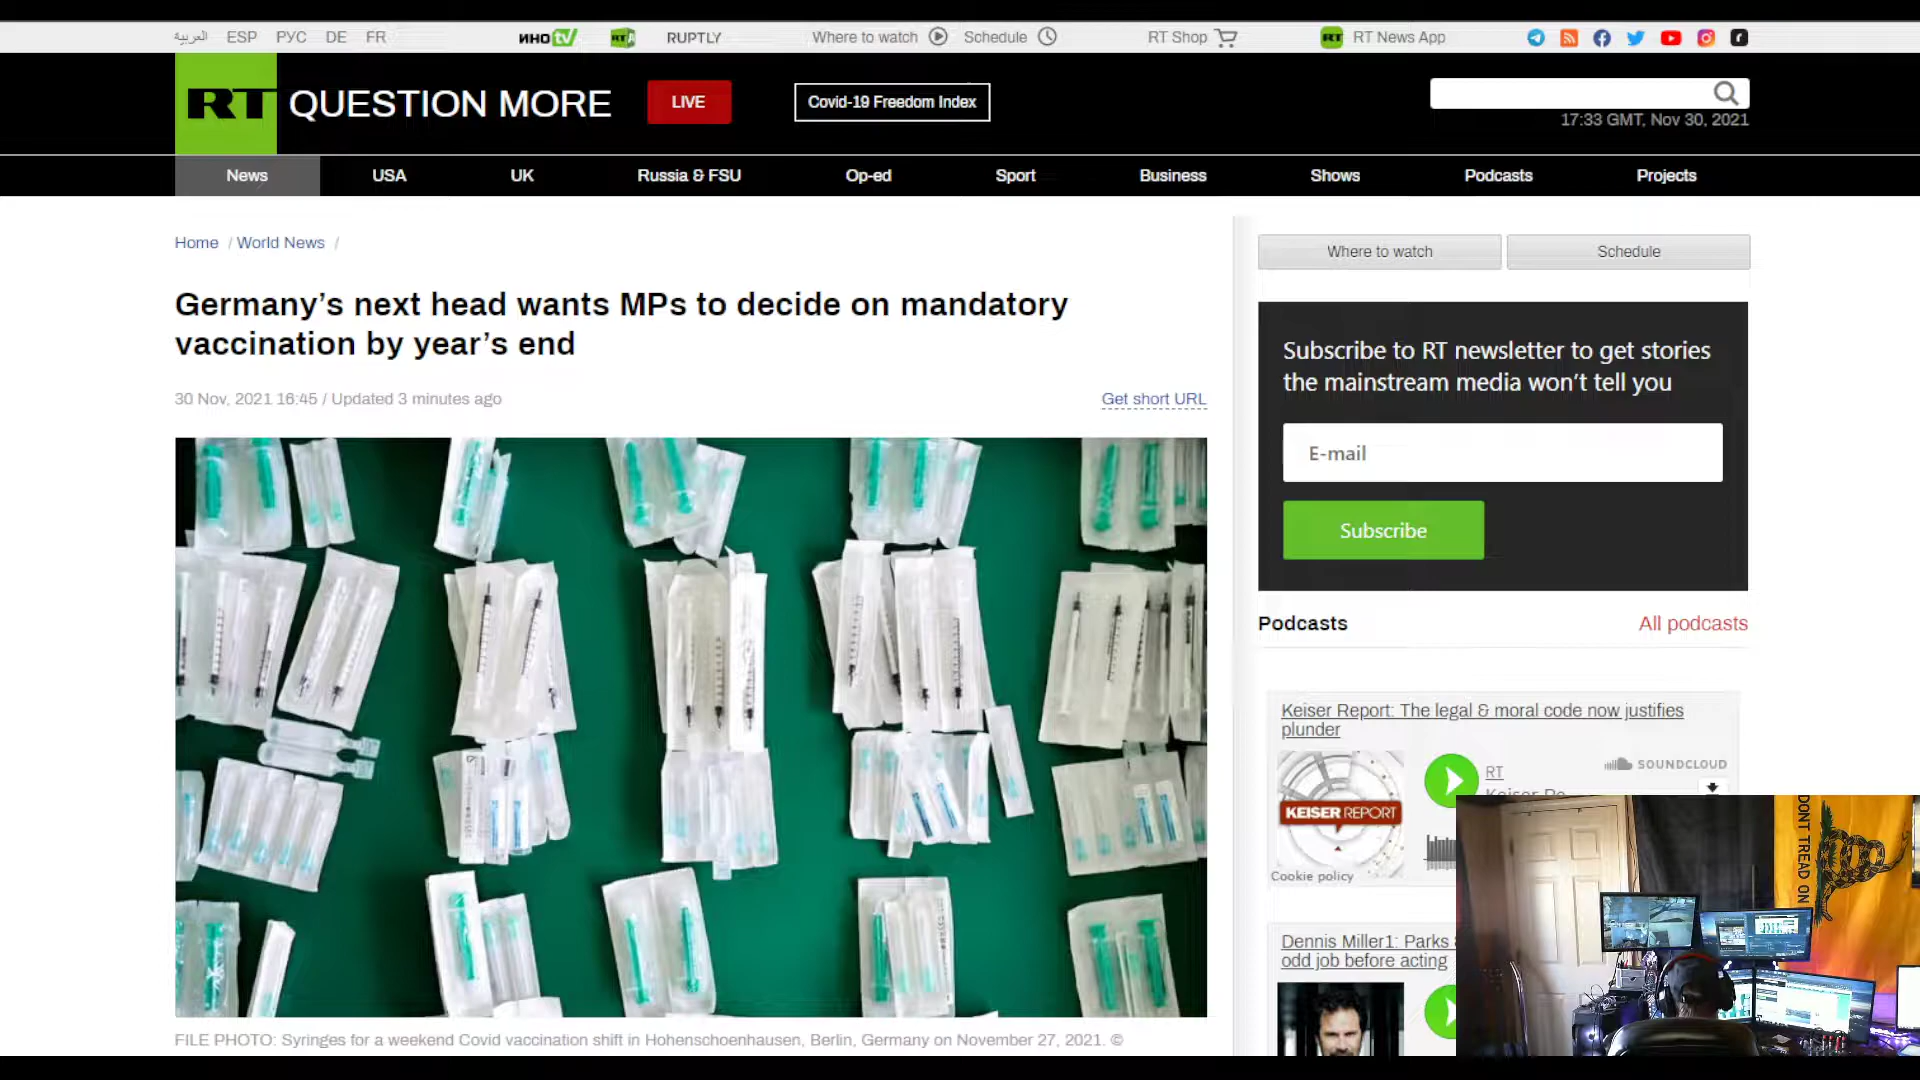 العربية ESP РУС DE FR ИНО tv RT RUPTLY Where to watch Schedule RT Shop RT RT News App
RT QUESTION MORE LIVE Covid-19 Freedom Index
17:33 GMT, Nov 30, 2021
News USA UK Russia & FSU Op-ed Sport Business Shows Podcasts Projects
Home / World News /
Where to watch Schedule
Germany’s next head wants MPs to decide on mandatory
vaccination by year’s end
30 Nov, 2021 16:45 / Updated 3 minutes ago
Get short URL
Subscribe to RT newsletter to get stories
the mainstream media won’t tell you
E-mail
Subscribe
Podcasts All podcasts
Keiser Report: The legal & moral code now justifies
plunder
RT
SOUNDCLOUD
KEISER REPORT
Cookie policy
Dennis Miller1: Parks
odd job before acting
DONT TREAD ON
FILE PHOTO: Syringes for a weekend Covid vaccination shift in Hohenschoenhausen, Berlin, Germany on November 27, 2021. ©